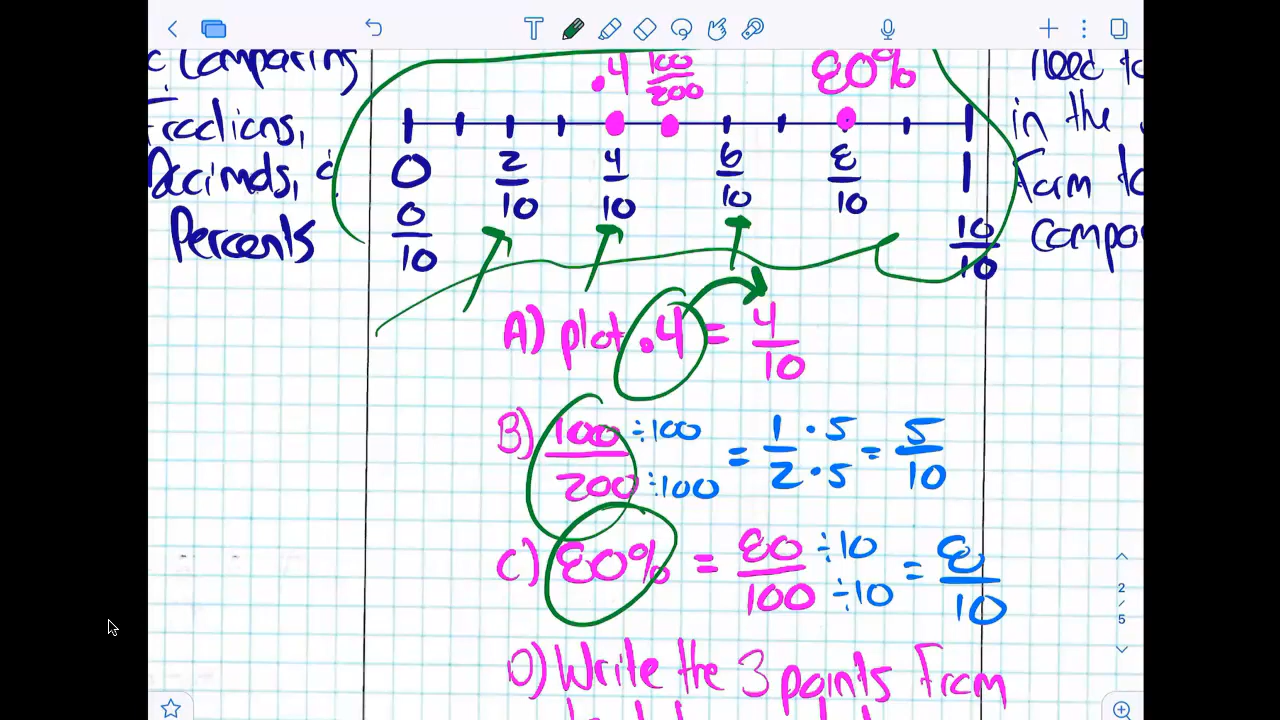 Comparing
Fractions,
Decimals, &
Percents
.4 100/200 80%
0 2/10 4/10 6/10 8/10 1
0/10 10/10
need to
in the
Form to
compa
A) plot .4 = 4/10
B) 100/200 ÷100/÷100 = 1/2 •5/•5 = 5/10
C) 80% = 80/100 ÷10/÷10 = 8/10
D) Write the 3 points From
2/5